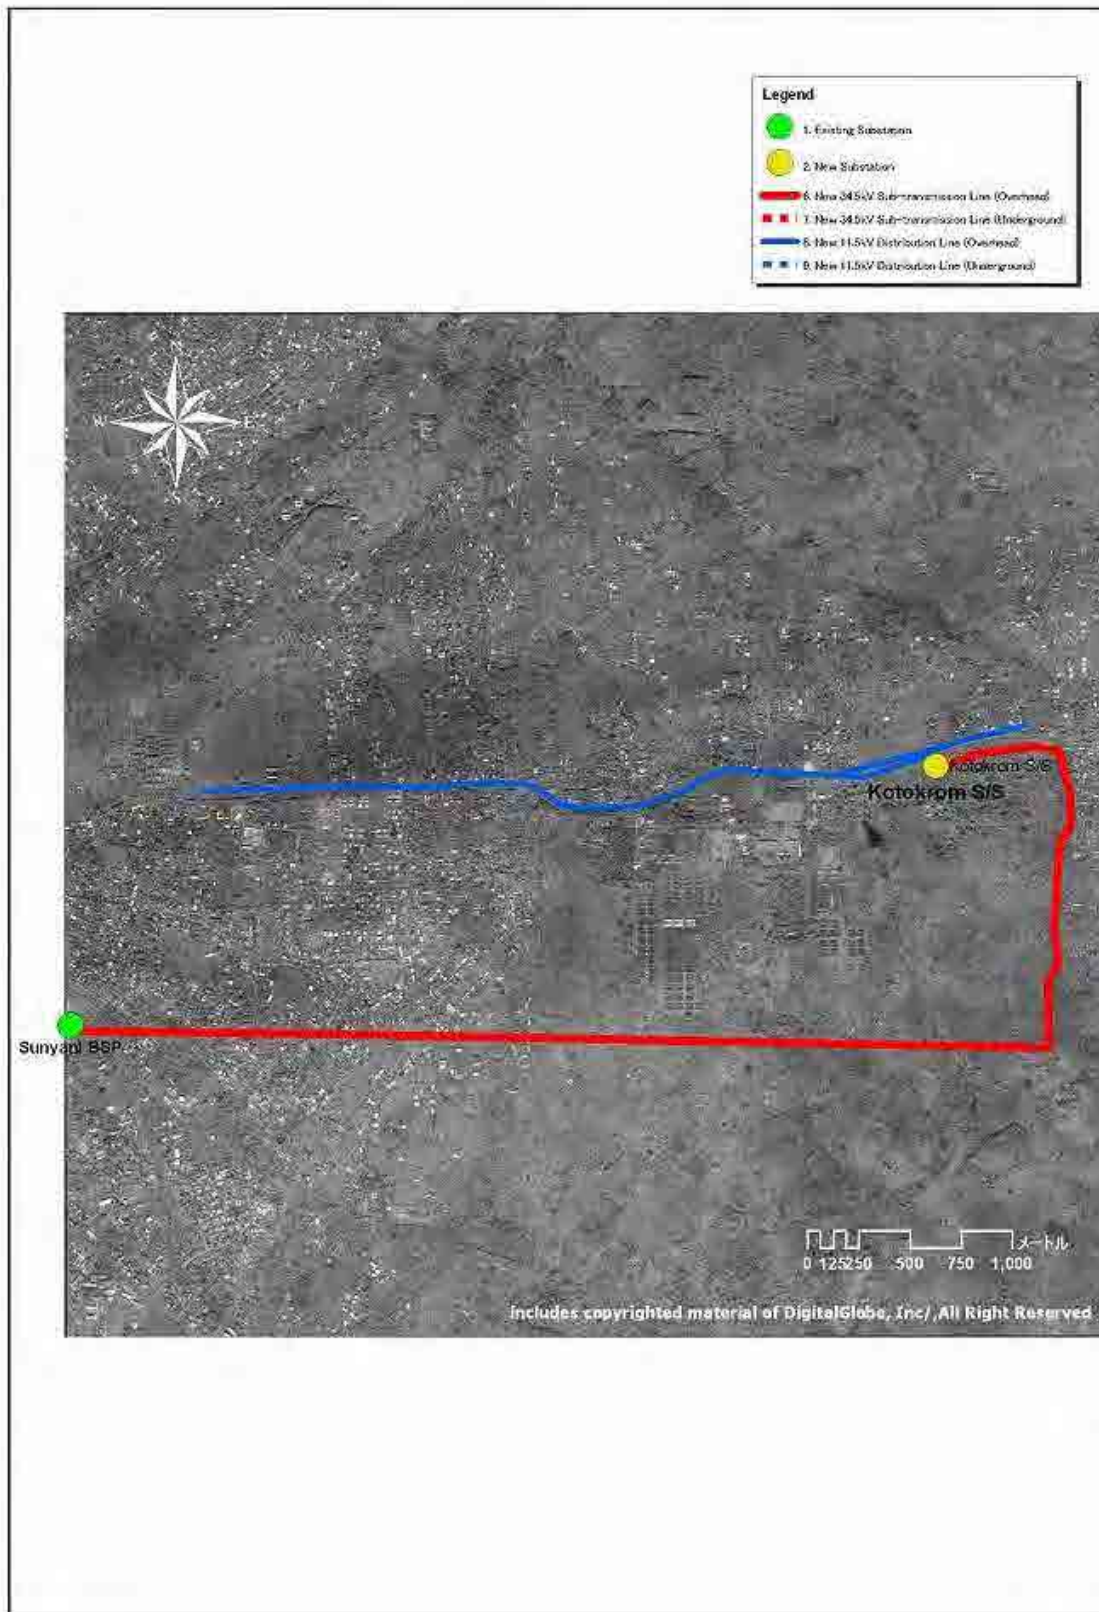 Legend
1. Existing Substation
2. New Substation
6. New 34.5kV Sub-transmission Line (Overhead)
7. New 34.5kV Sub-transmission Line (Underground)
8. New 11.5kV Distribution Line (Overhead)
9. New 11.5kV Distribution Line (Underground)
N
W
E
S
Kotokrom S/S
Kotokrom S/S
Sunyani BSP
メートル
0 125250 500 750 1,000
Includes copyrighted material of DigitalGlobe, Inc/,All Right Reserved